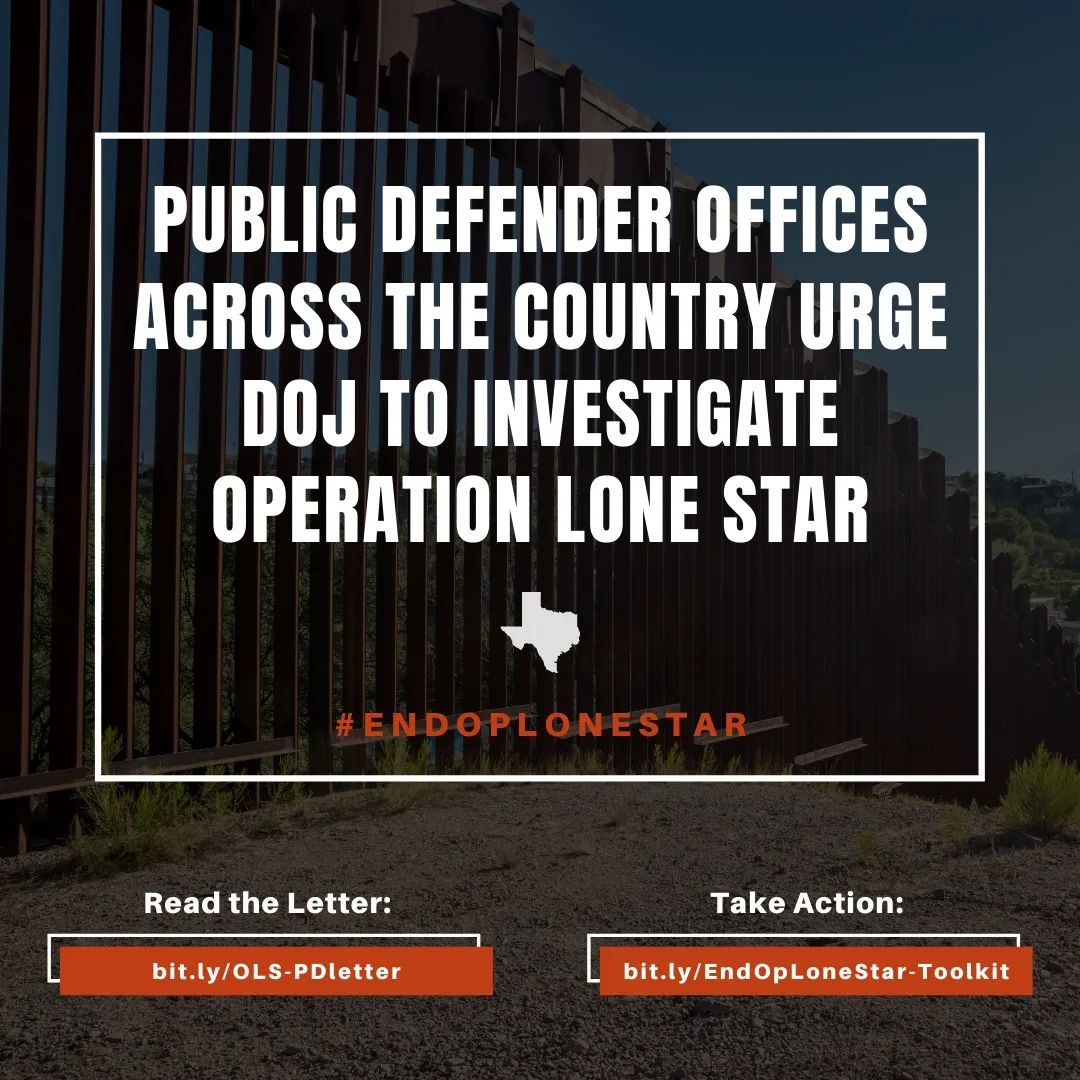 PUBLIC DEFENDER OFFICES
ACROSS THE COUNTRY URGE
DOJ TO INVESTIGATE
OPERATION LONE STAR
#ENDOPLONESTAR
Read the Letter:
bit.ly/OLS-PDletter
Take Action:
bit.ly/EndOpLoneStar-Toolkit